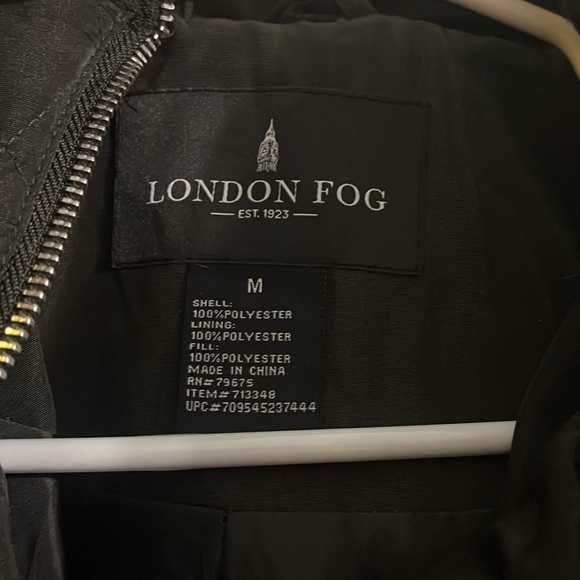 LONDON FOG
EST. 1923
M
SHELL:
100%POLYESTER
LINING:
100%POLYESTER
FILL:
100%POLYESTER
MADE IN CHINA
RN#79675
ITEM#713348
UPC#709545237444